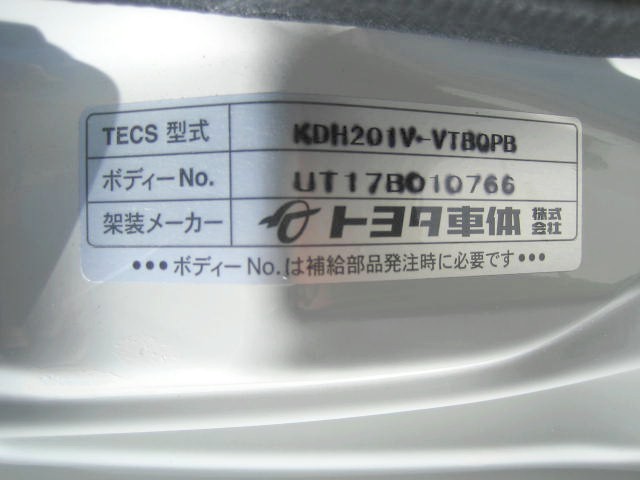 TECS 型式 KDH201V-VTBQPB
ボディーNo. UT17B010766
架装メーカー トヨタ車体 株式会社
•••ボディーNo.は補給部品発注時に必要です•••